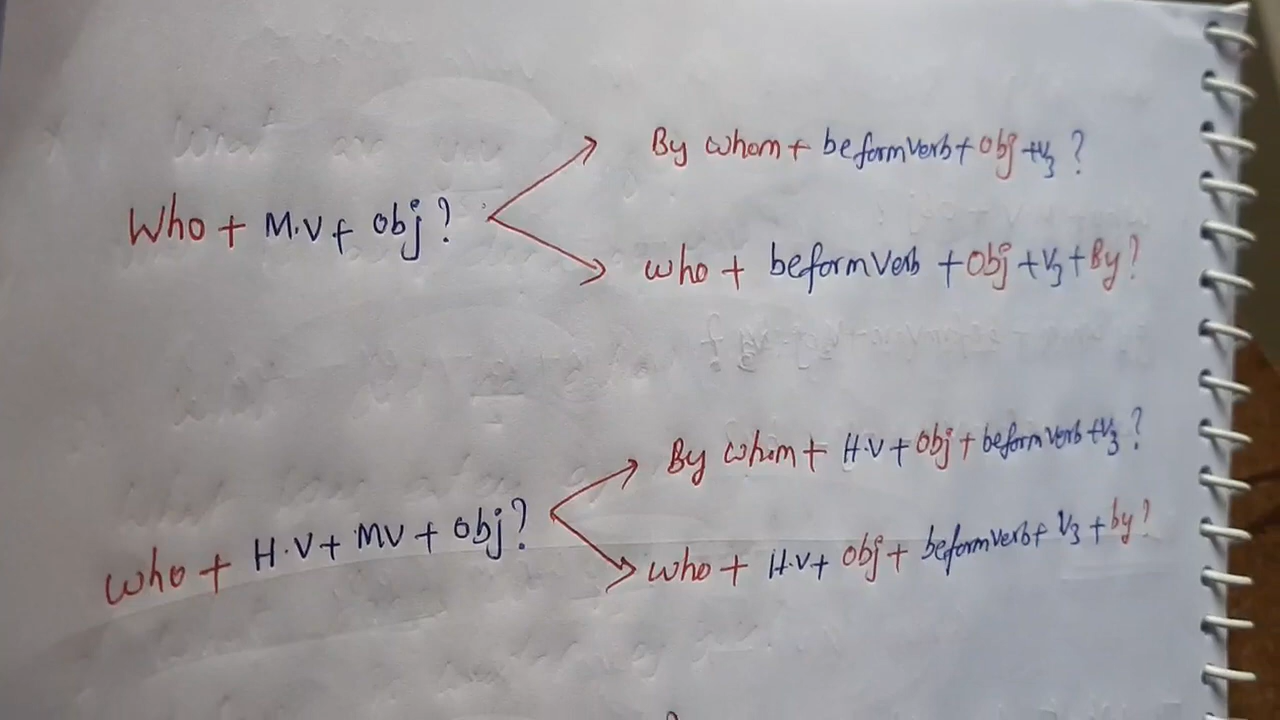 By whom + beformverb + obj + V3 ?
Who + M.V + obj ?
who + beformverb + Obj + V3 + By ?
By whom + H.V + obj + beformverb + V3 ?
who + H.V + MV + obj ?
who + H.V + obj + beformverb + V3 + by ?